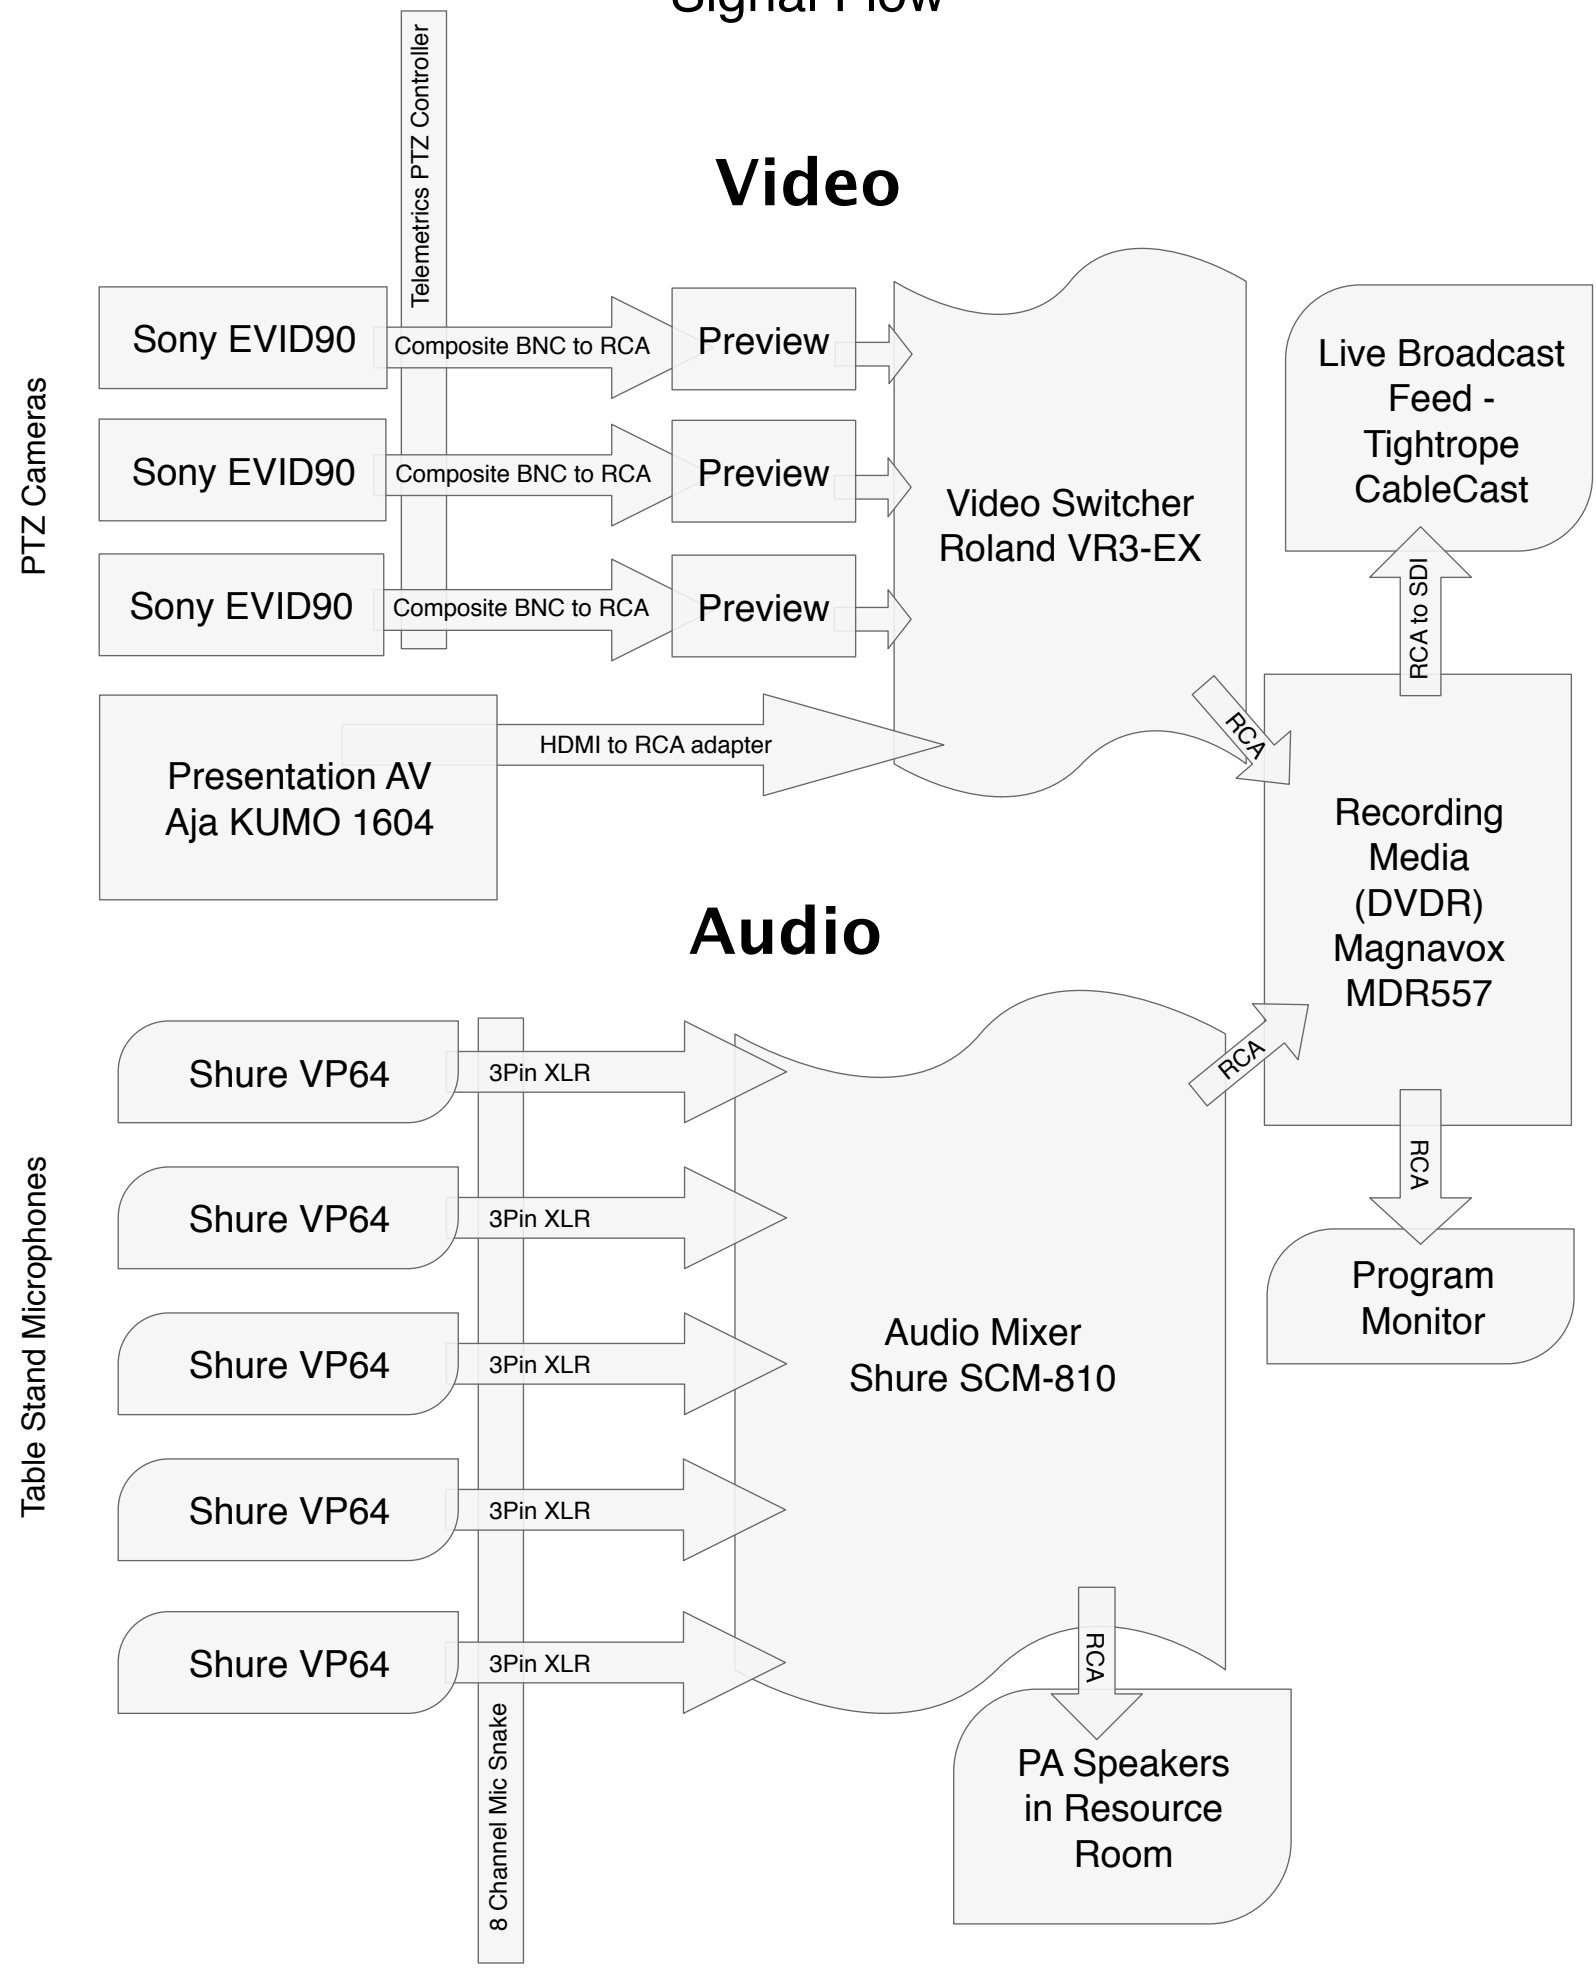 Signal Flow
Telemetrics PTZ Controller
Video
PTZ Cameras
Sony EVID90
Composite BNC to RCA
Preview
Sony EVID90
Composite BNC to RCA
Preview
Sony EVID90
Composite BNC to RCA
Preview
Video Switcher
Roland VR3-EX
Live Broadcast
Feed -
Tightrope
CableCast
RCA to SDI
Presentation AV
Aja KUMO 1604
HDMI to RCA adapter
RCA
Recording
Media
(DVDR)
Magnavox
MDR557
Audio
RCA
RCA
Program
Monitor
Table Stand Microphones
Shure VP64
3Pin XLR
Shure VP64
3Pin XLR
Shure VP64
3Pin XLR
Shure VP64
3Pin XLR
Shure VP64
3Pin XLR
8 Channel Mic Snake
Audio Mixer
Shure SCM-810
RCA
PA Speakers
in Resource
Room